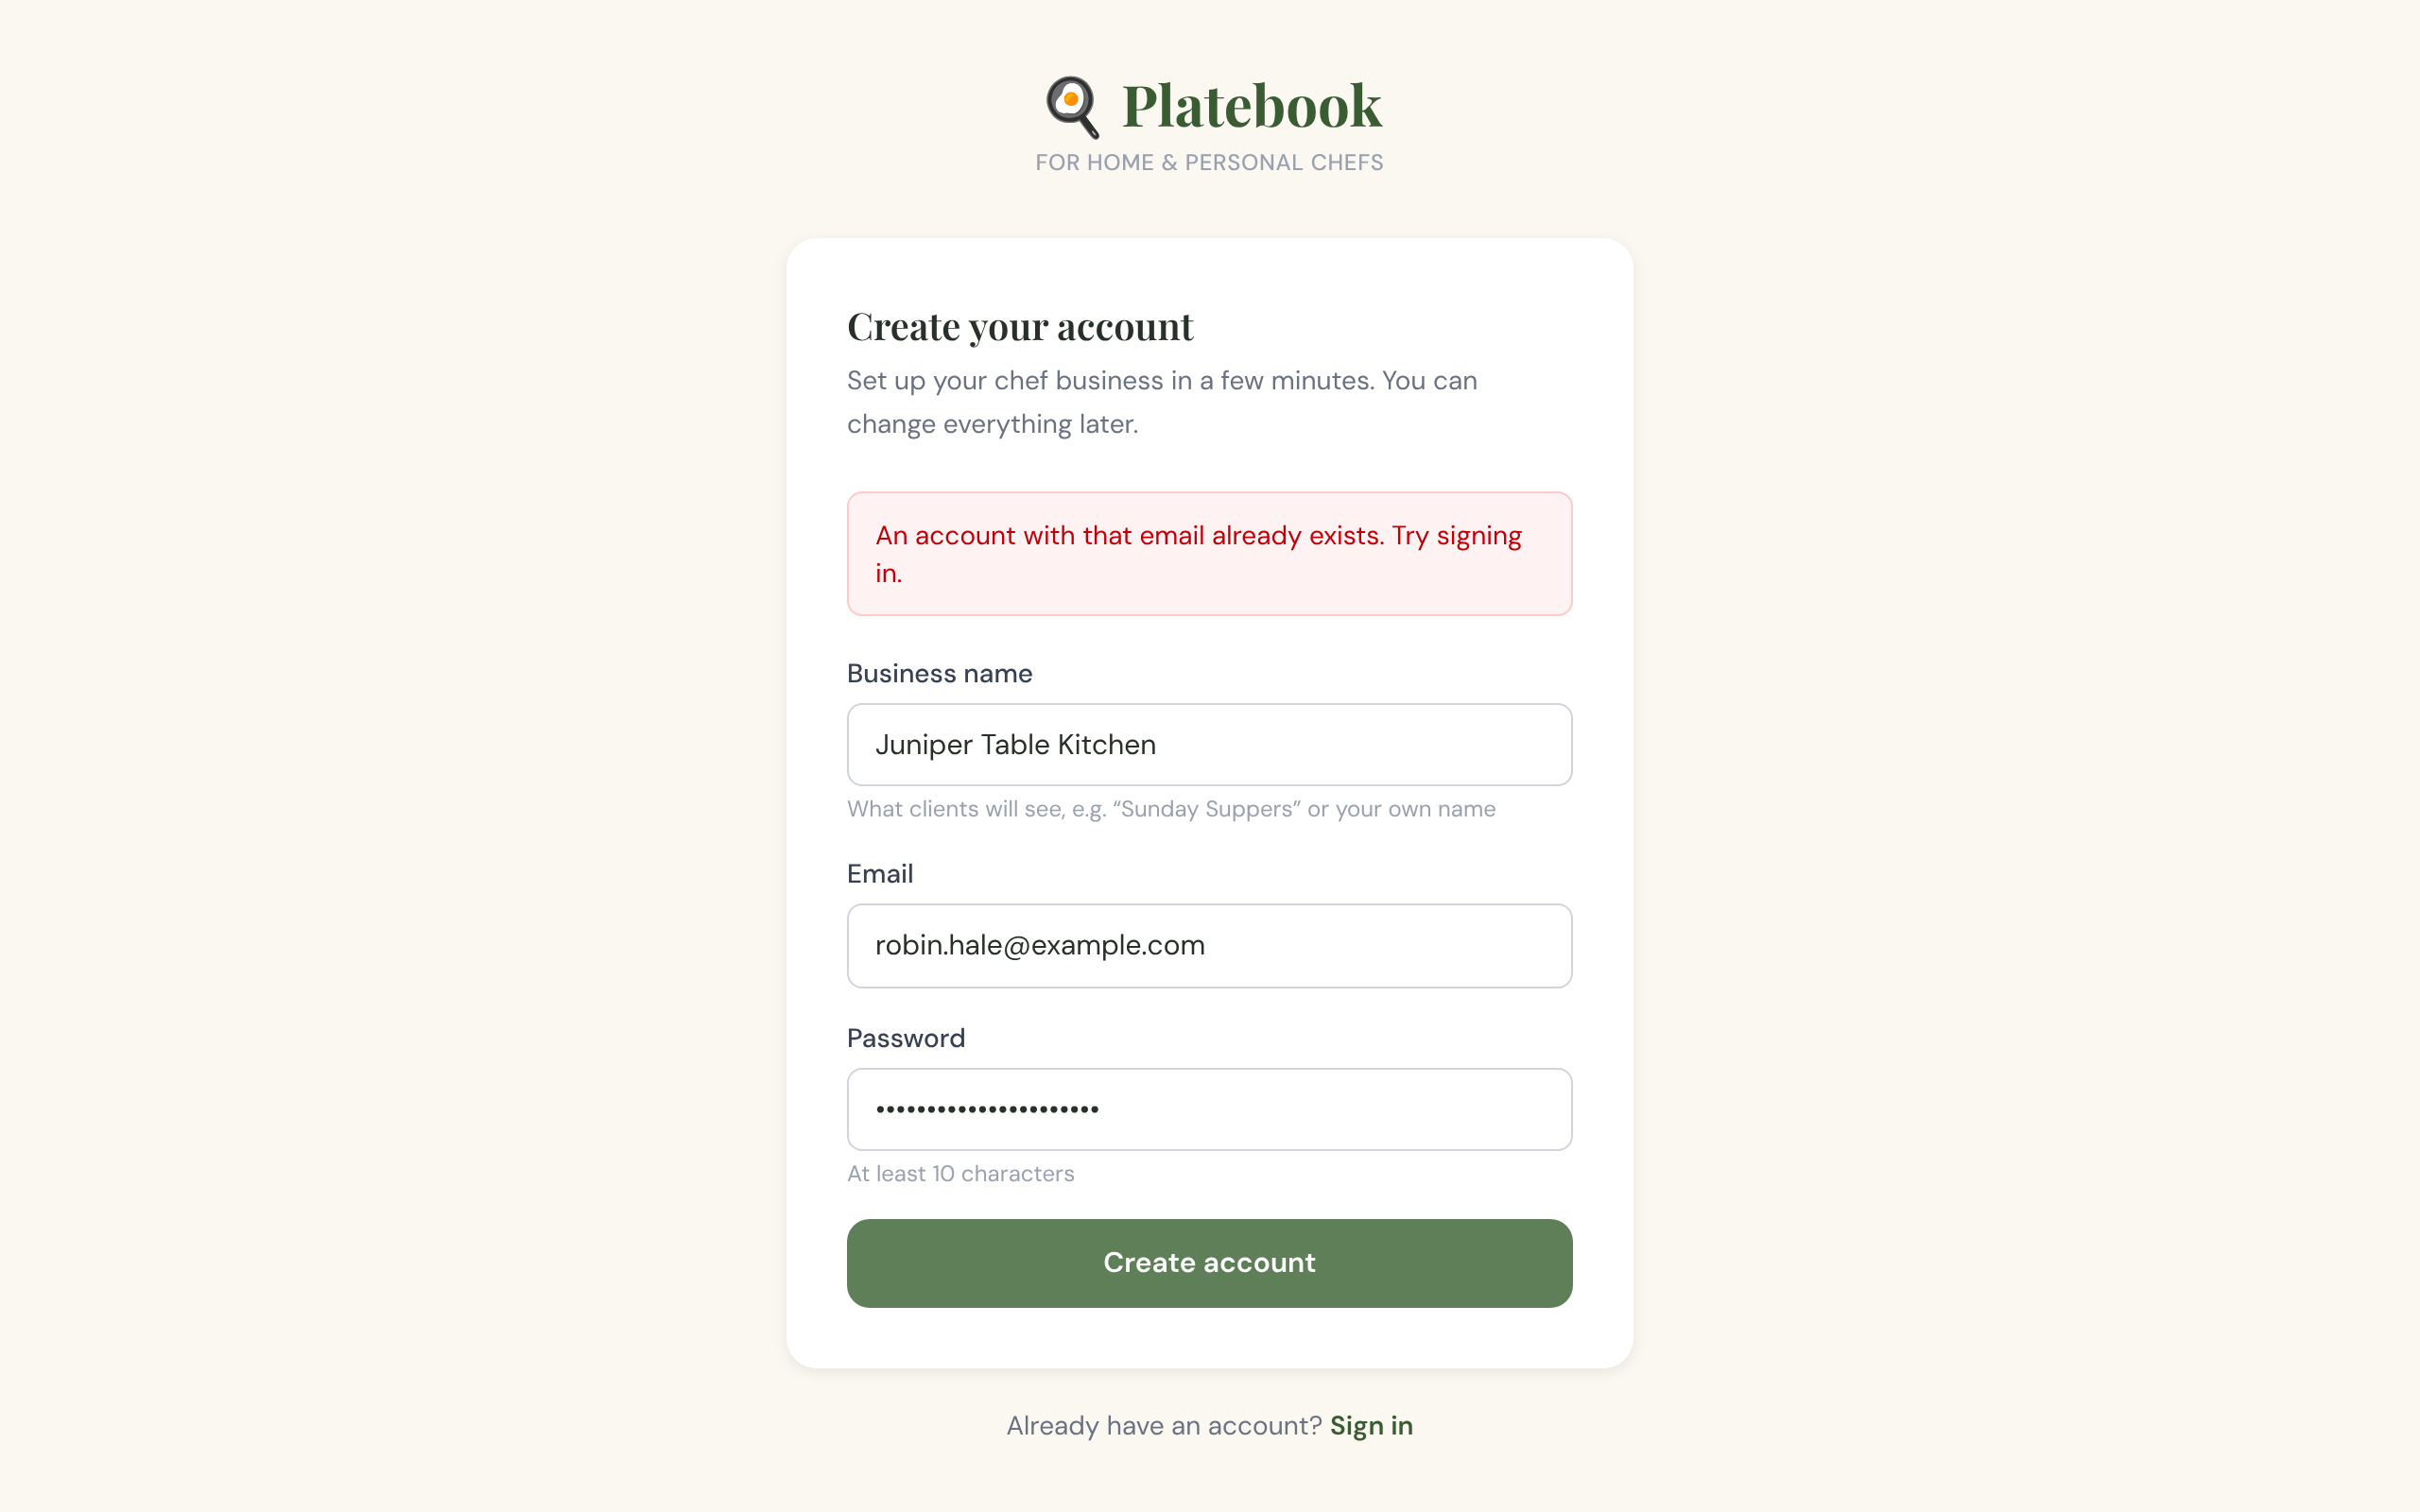 Platebook
FOR HOME & PERSONAL CHEFS
Create your account
Set up your chef business in a few minutes. You can
change everything later.
An account with that email already exists. Try signing
in.
Business name
Juniper Table Kitchen
What clients will see, e.g. “Sunday Suppers” or your own name
Email
robin.hale@example.com
Password
••••••••••••••••••••••
At least 10 characters
Create account
Already have an account? Sign in